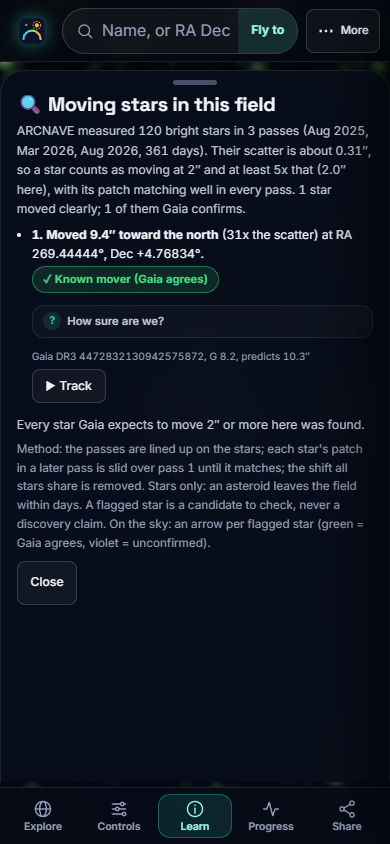 Name, or RA Dec
Fly to
··· More
Moving stars in this field
ARCNAVE measured 120 bright stars in 3 passes (Aug 2025,
Mar 2026, Aug 2026, 361 days). Their scatter is about 0.31″,
so a star counts as moving at 2″ and at least 5x that (2.0″
here), with its patch matching well in every pass. 1 star
moved clearly; 1 of them Gaia confirms.
• 1. Moved 9.4″ toward the north (31x the scatter) at RA
269.44444°, Dec +4.76834°.
✓ Known mover (Gaia agrees)
? How sure are we?
Gaia DR3 4472832130942575872, G 8.2, predicts 10.3″
▶ Track
Every star Gaia expects to move 2″ or more here was found.
Method: the passes are lined up on the stars; each star's patch
in a later pass is slid over pass 1 until it matches; the shift all
stars share is removed. Stars only: an asteroid leaves the field
within days. A flagged star is a candidate to check, never a
discovery claim. On the sky: an arrow per flagged star (green =
Gaia agrees, violet = unconfirmed).
Close
Explore
Controls
Learn
Progress
Share